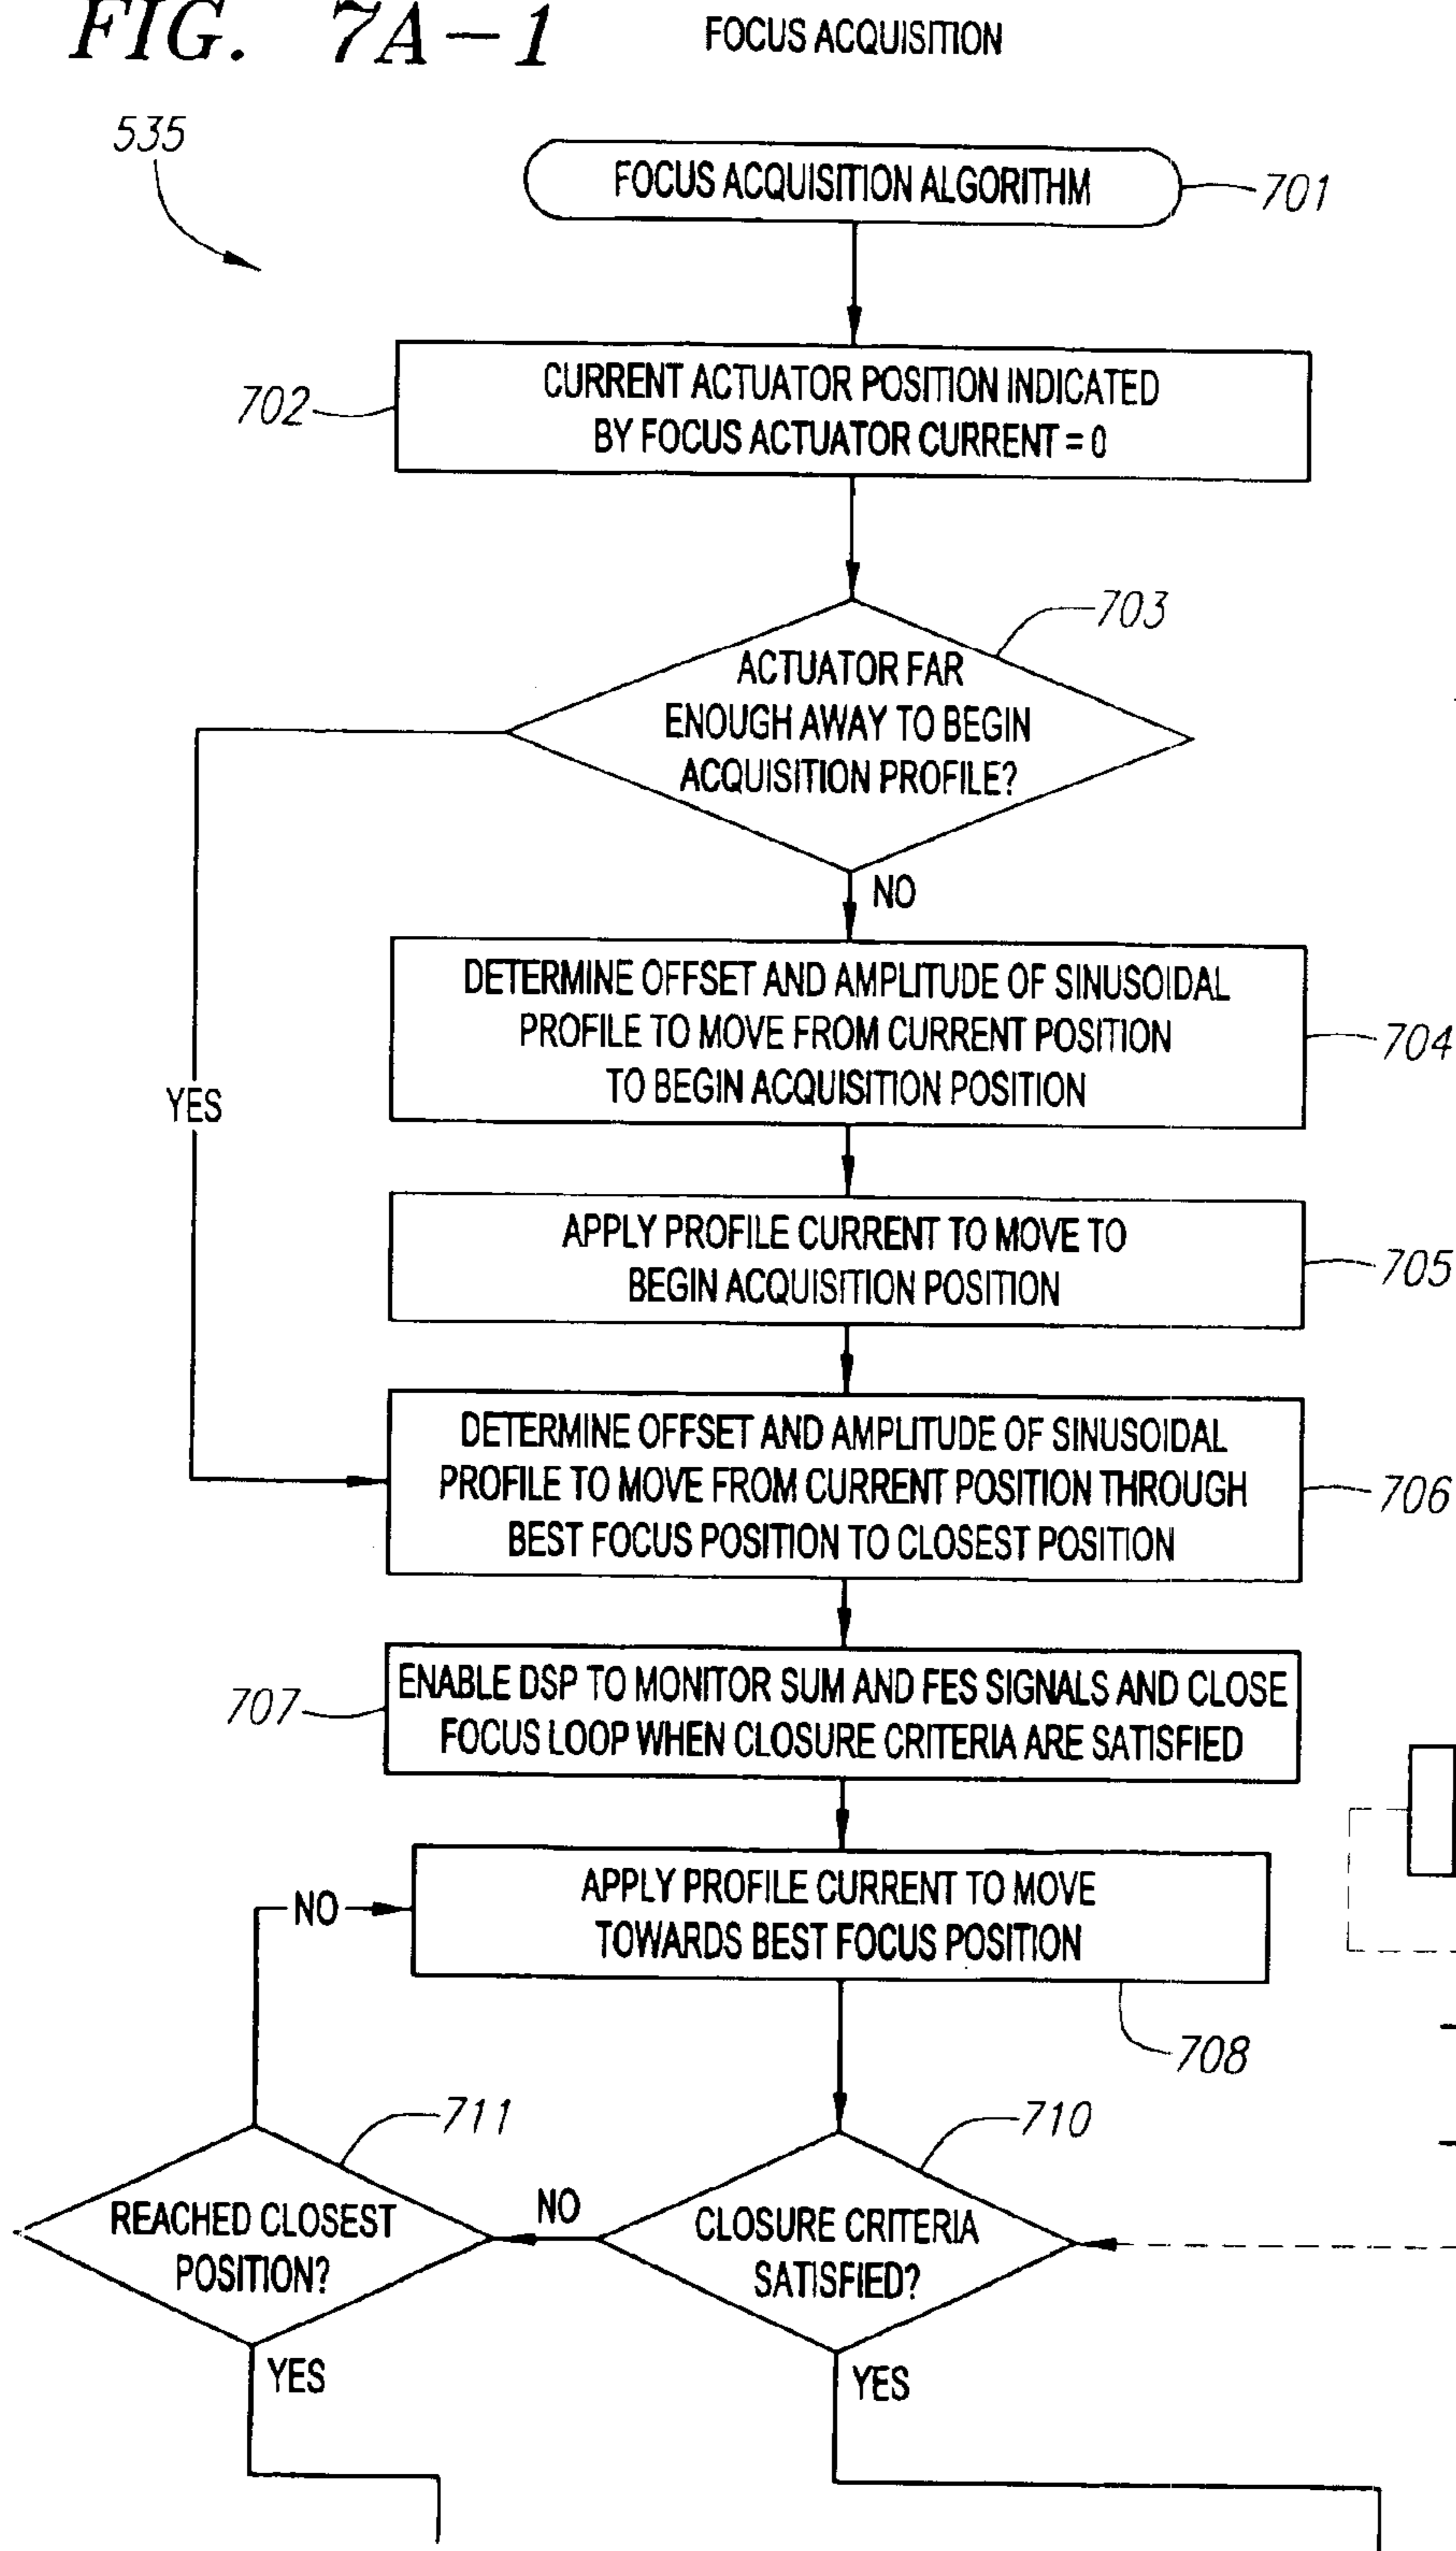 FIG. 7A-1
FOCUS ACQUISITION
535
FOCUS ACQUISITION ALGORITHM
701
CURRENT ACTUATOR POSITION INDICATED
BY FOCUS ACTUATOR CURRENT = 0
702
703
ACTUATOR FAR
ENOUGH AWAY TO BEGIN
ACQUISITION PROFILE?
NO
YES
DETERMINE OFFSET AND AMPLITUDE OF SINUSOIDAL
PROFILE TO MOVE FROM CURRENT POSITION
TO BEGIN ACQUISITION POSITION
704
APPLY PROFILE CURRENT TO MOVE TO
BEGIN ACQUISITION POSITION
705
DETERMINE OFFSET AND AMPLITUDE OF SINUSOIDAL
PROFILE TO MOVE FROM CURRENT POSITION THROUGH
BEST FOCUS POSITION TO CLOSEST POSITION
706
ENABLE DSP TO MONITOR SUM AND FES SIGNALS AND CLOSE
FOCUS LOOP WHEN CLOSURE CRITERIA ARE SATISFIED
707
APPLY PROFILE CURRENT TO MOVE
TOWARDS BEST FOCUS POSITION
NO
708
711
710
REACHED CLOSEST
POSITION?
NO
CLOSURE CRITERIA
SATISFIED?
YES
YES